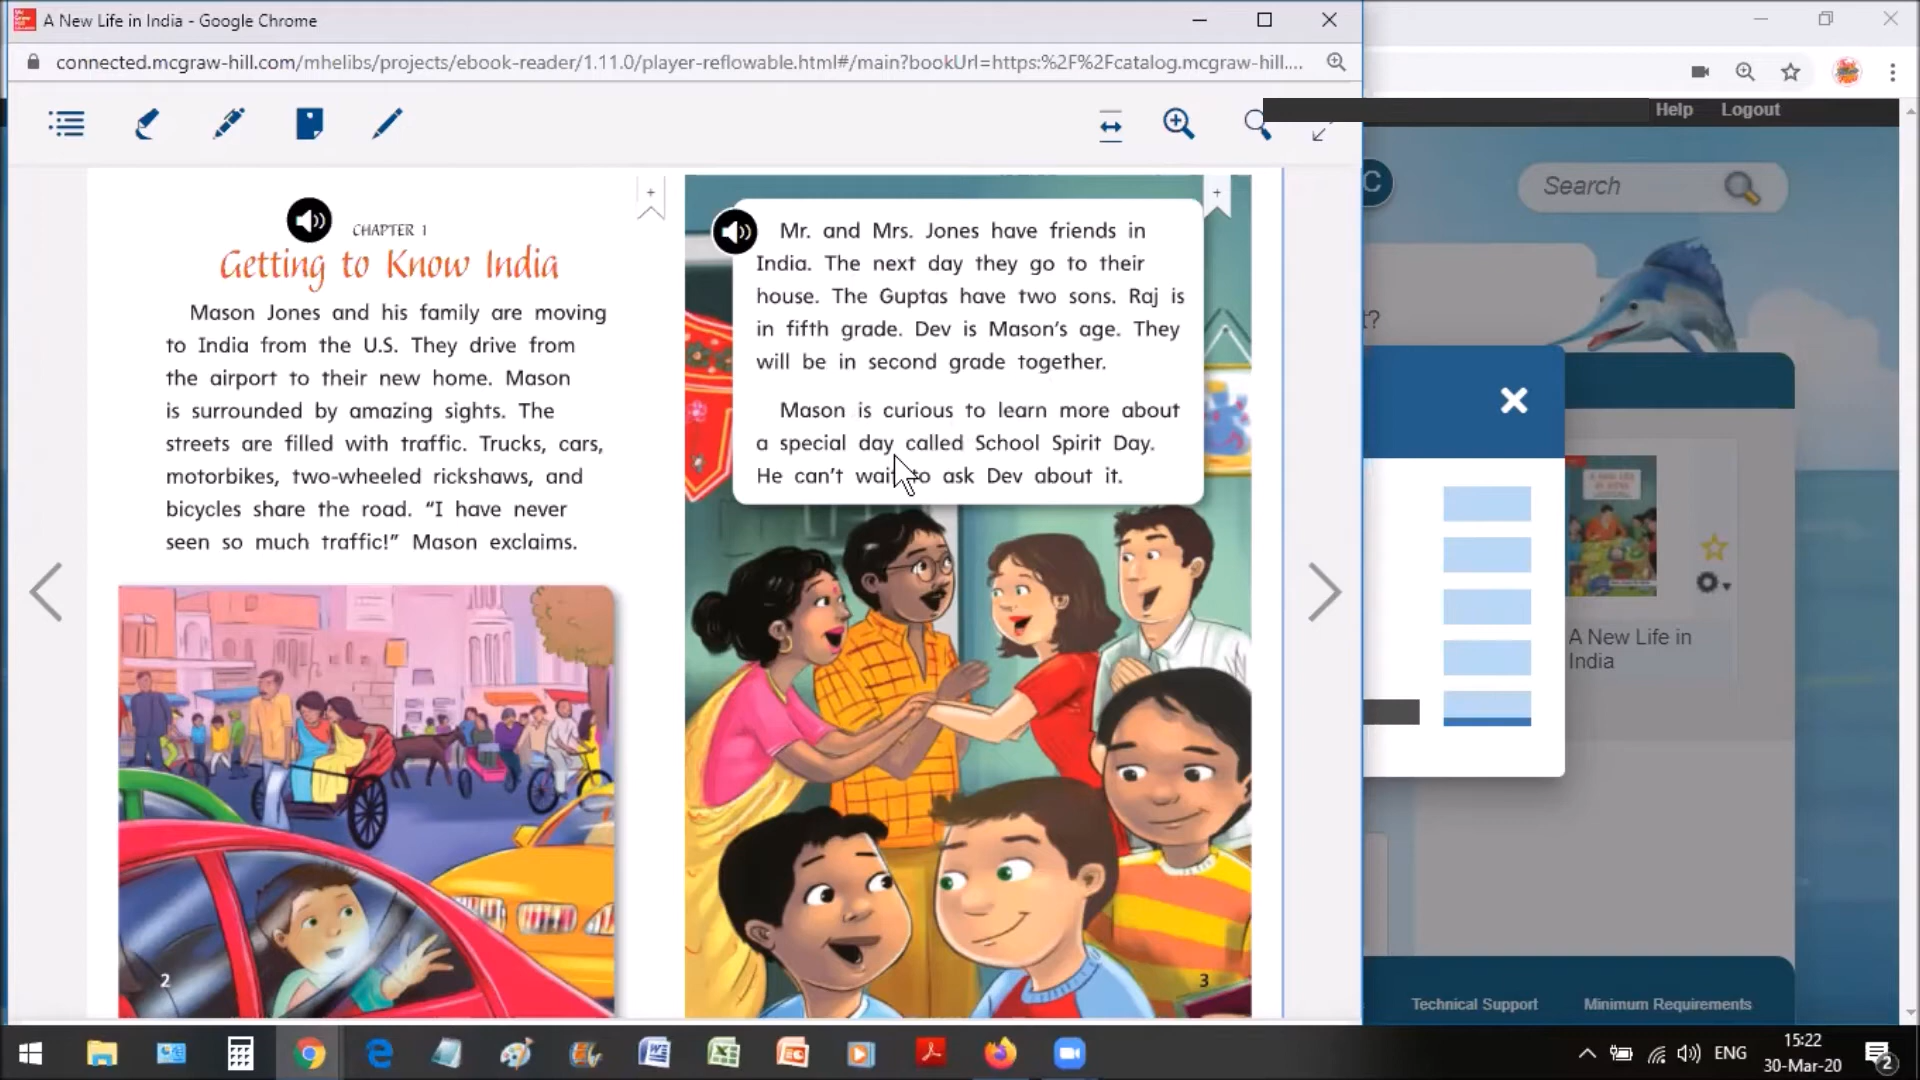 A New Life in India - Google Chrome
connected.mcgraw-hill.com/mhelibs/projects/ebook-reader/1.11.0/player-reflowable.html#/main?bookUrl=https:%2F%2Fcatalog.mcgraw-hill....
Help Logout
C
Search
t?
CHAPTER 1
Getting to Know India
Mason Jones and his family are moving
to India from the U.S. They drive from
the airport to their new home. Mason
is surrounded by amazing sights. The
streets are filled with traffic. Trucks, cars,
motorbikes, two-wheeled rickshaws, and
bicycles share the road. “I have never
seen so much traffic!” Mason exclaims.
2
Mr. and Mrs. Jones have friends in
India. The next day they go to their
house. The Guptas have two sons. Raj is
in fifth grade. Dev is Mason’s age. They
will be in second grade together.
Mason is curious to learn more about
a special day called School Spirit Day.
He can’t wait to ask Dev about it.
3
A New Life in
India
Technical Support Minimum Requirements
ENG
15:22
30-Mar-20
2